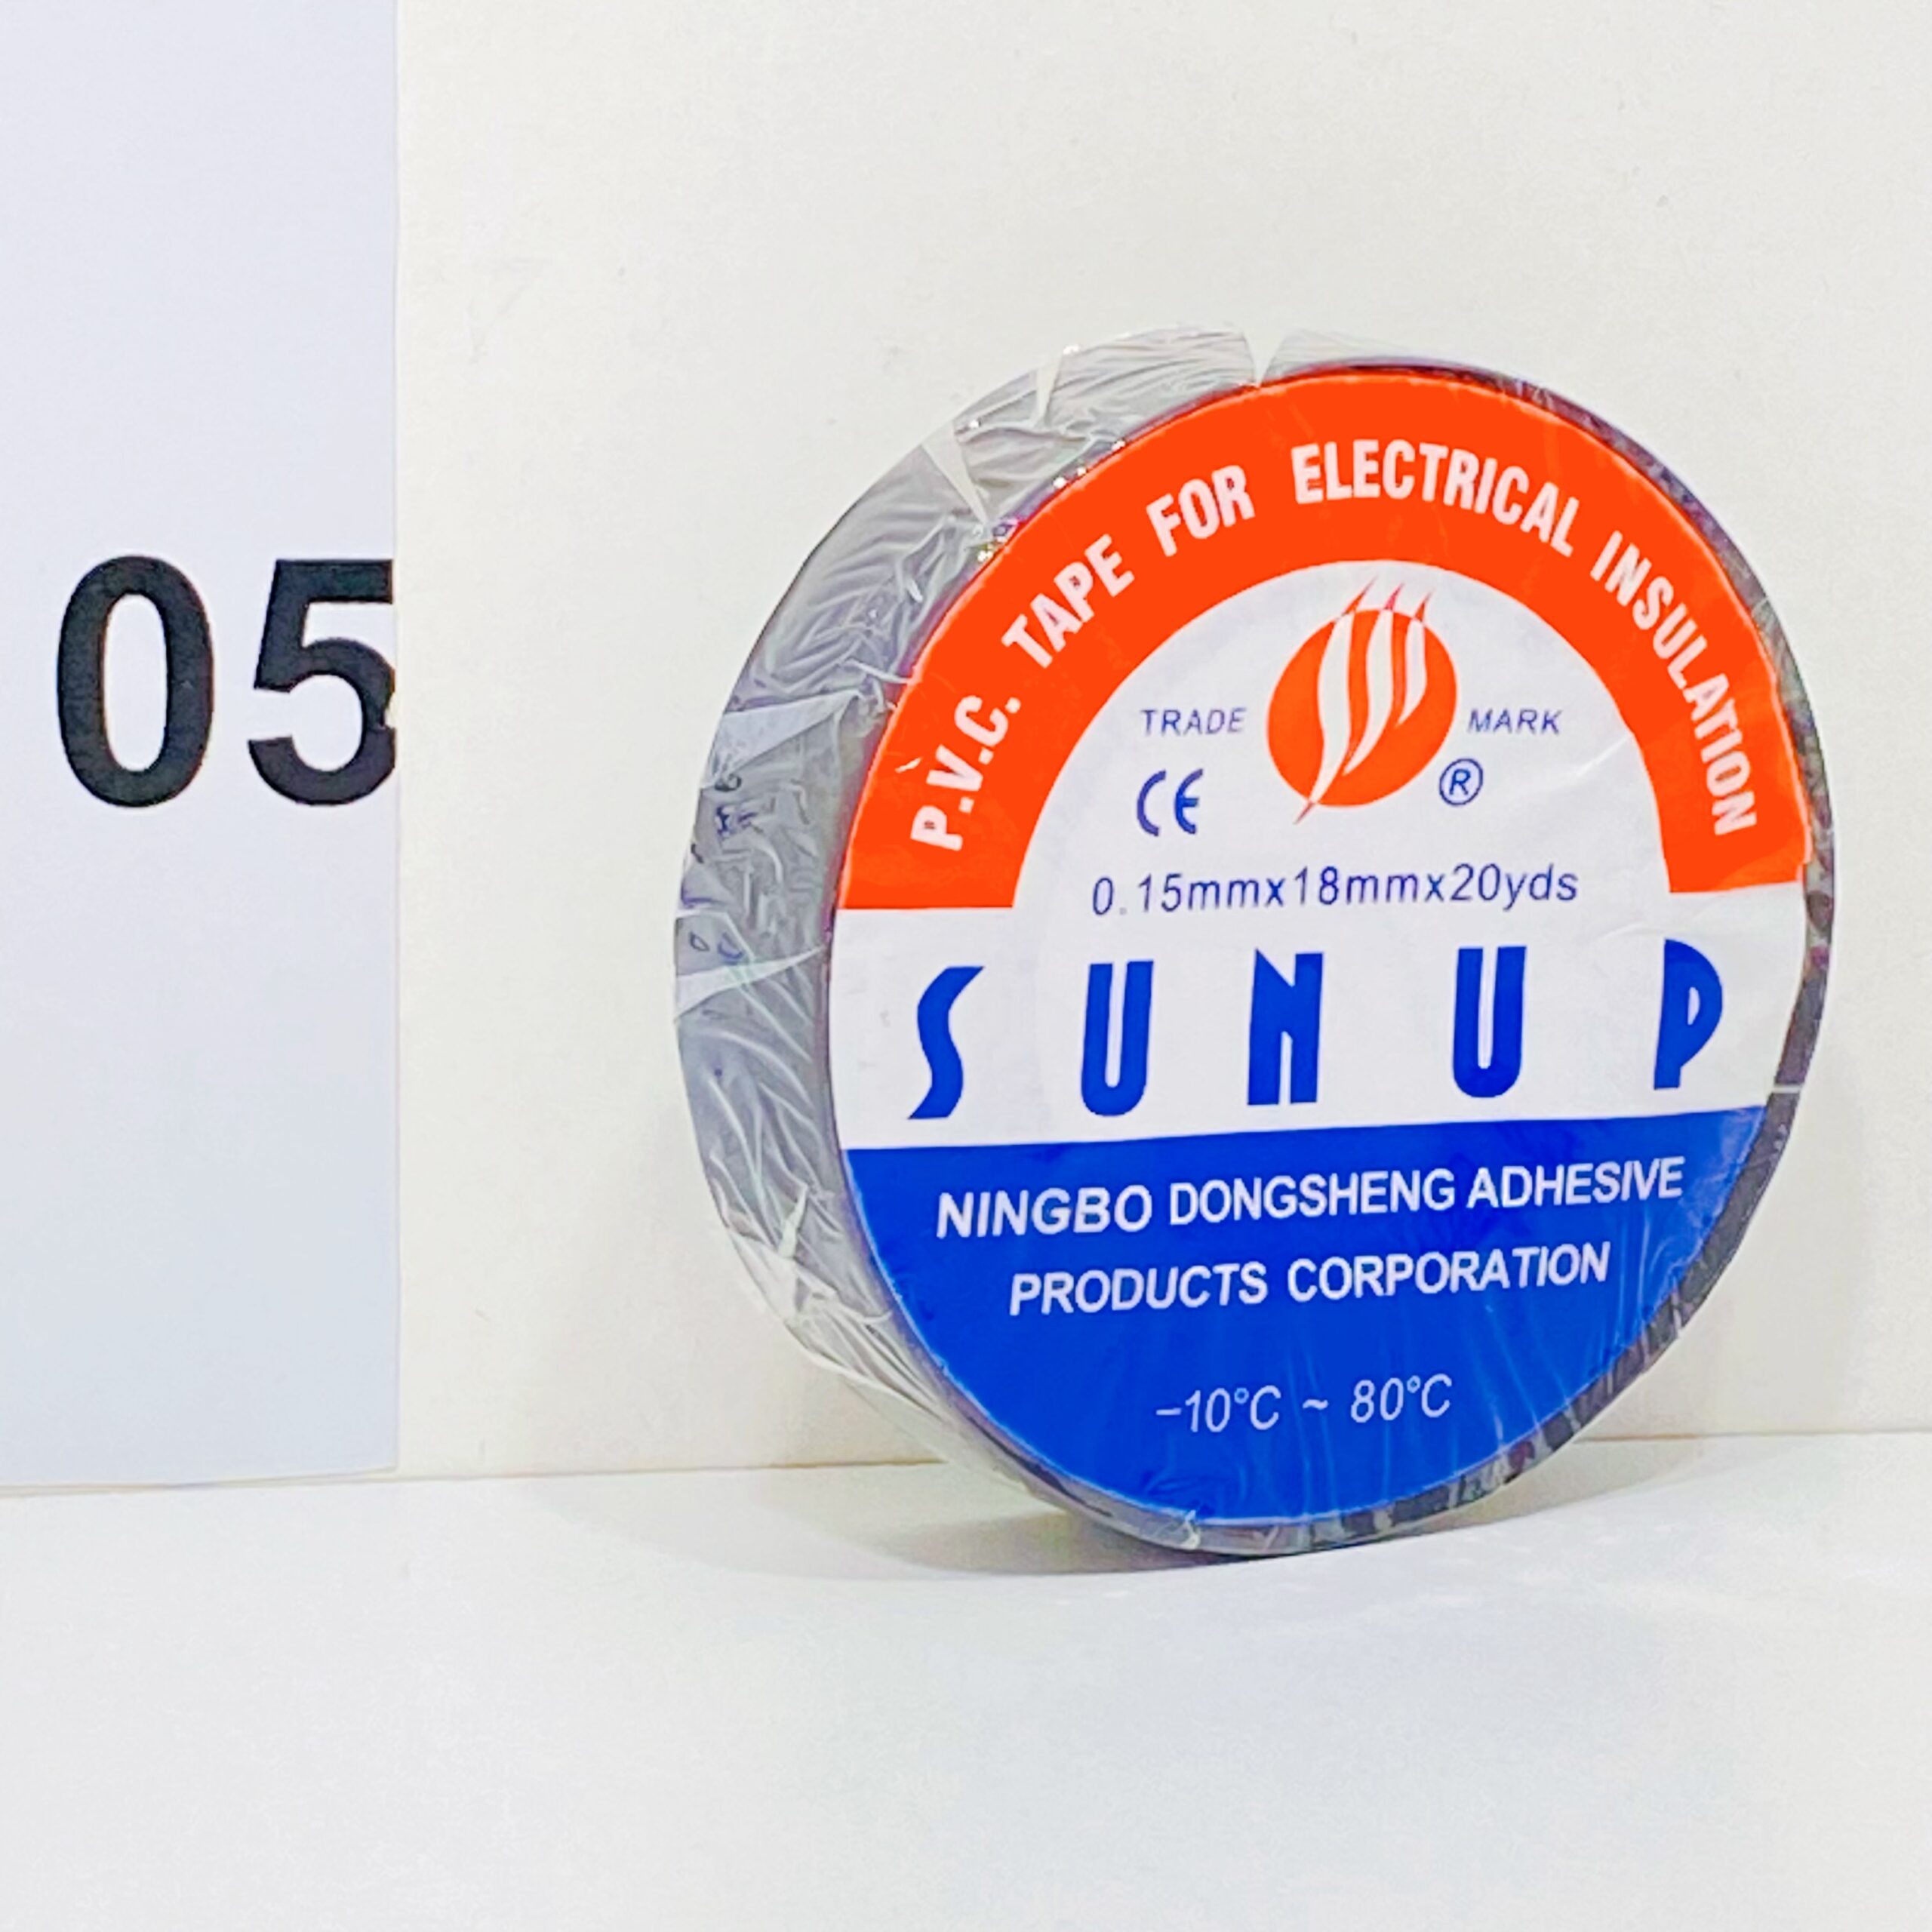 05
P.V.C. TAPE FOR ELECTRICAL INSULATION
TRADE MARK
CE ®
0.15mmx18mmx20yds
SUNUP
NINGBO DONGSHENG ADHESIVE
PRODUCTS CORPORATION
–10°C ~ 80°C